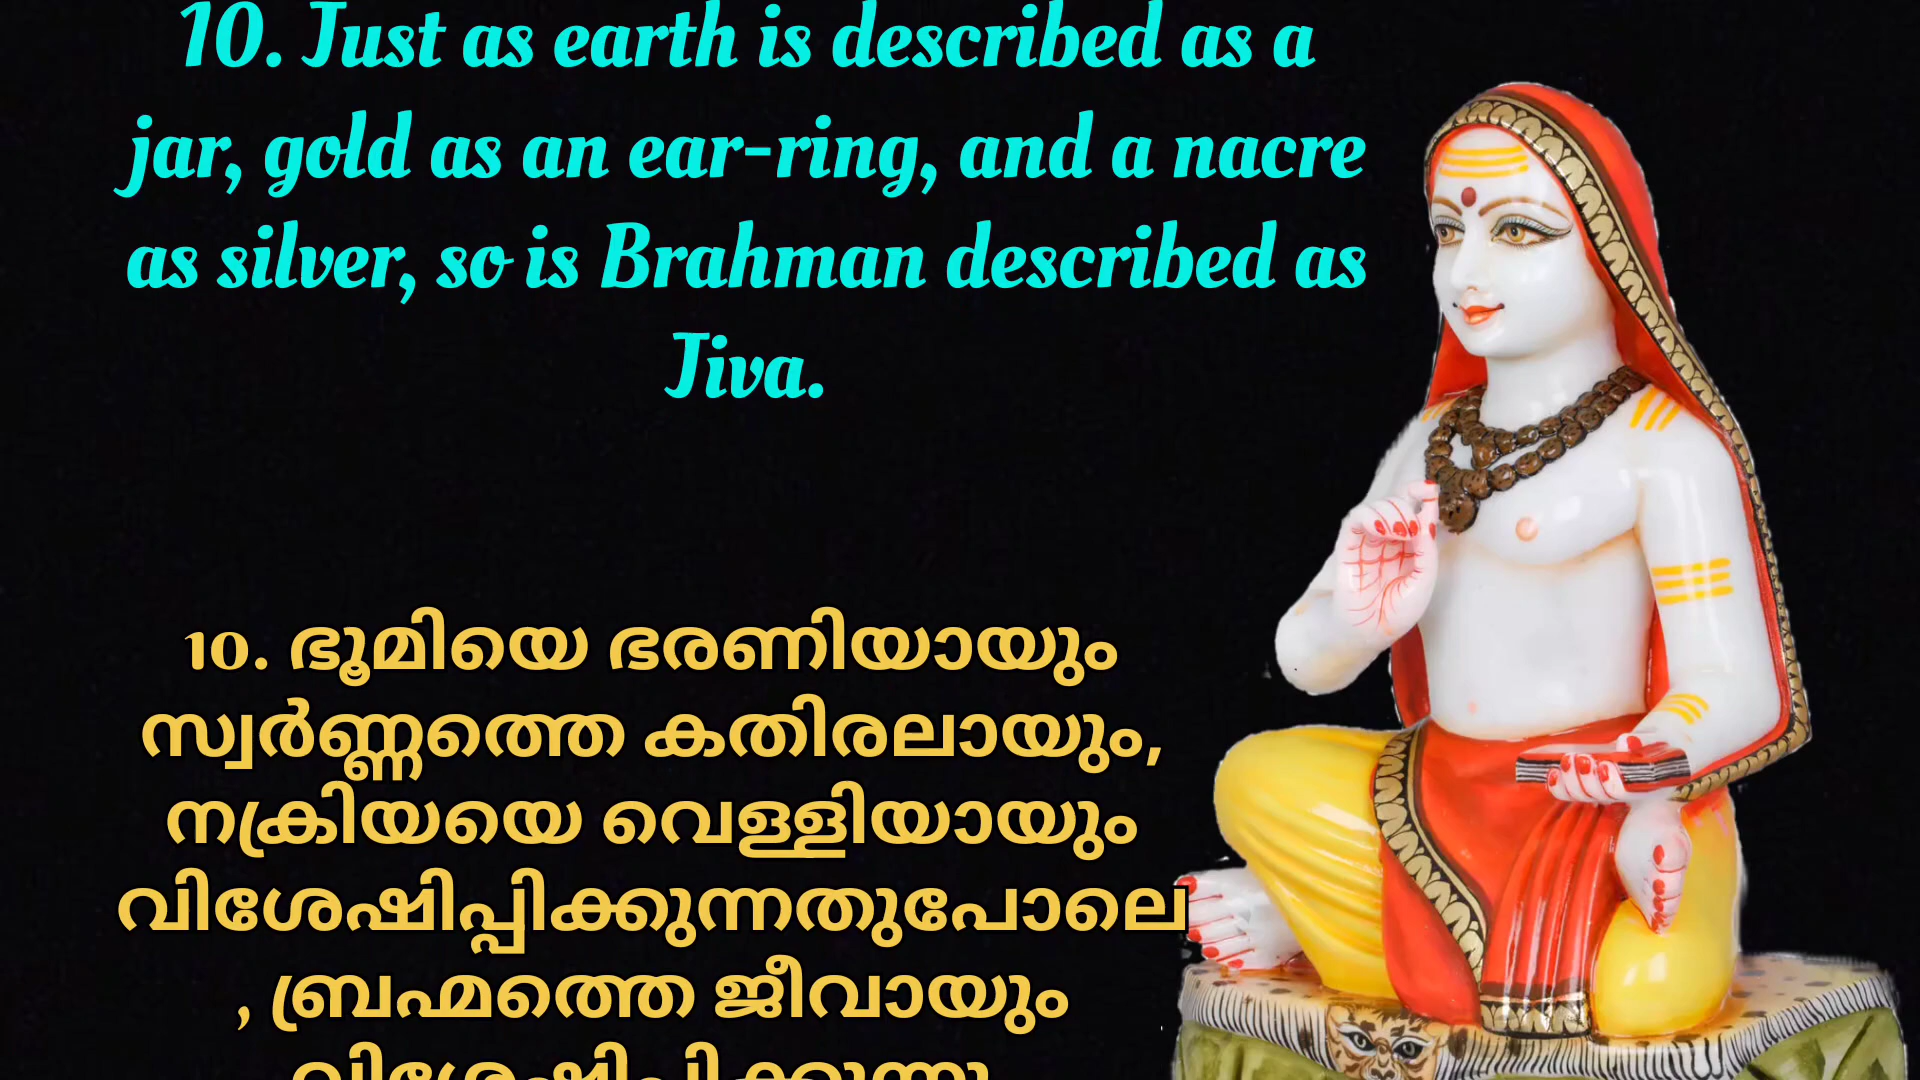 10. Just as earth is described as a
jar, gold as an ear-ring, and a nacre
as silver, so is Brahman described as
Jiva.
10. ഭൂമിയെ ഭരണിയായും
സ്വർണ്ണത്തെ കതിരലായും,
നക്രിയയെ വെള്ളിയായും
വിശേഷിപ്പിക്കുന്നതുപോലെ
, ബ്രഹ്മത്തെ ജീവായും
വിശേഷിപ്പിക്കുന്നു